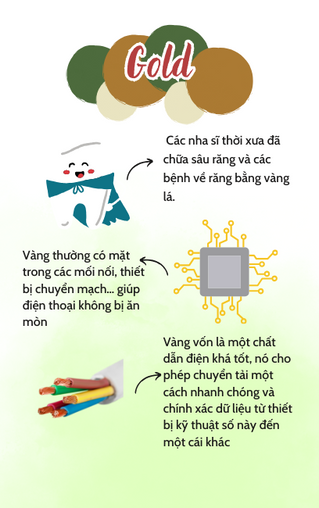 Gold
Các nha sĩ thời xưa đã
chữa sâu răng và các
bệnh về răng bằng vàng
lá.
Vàng thường có mặt
trong các mối nối, thiết
bị chuyển mạch... giúp
điện thoại không bị ăn
mòn
Vàng vốn là một chất
dẫn điện khá tốt, nó cho
phép chuyển tải một
cách nhanh chóng và
chính xác dữ liệu từ thiết
bị kỹ thuật số này đến
một cái khác